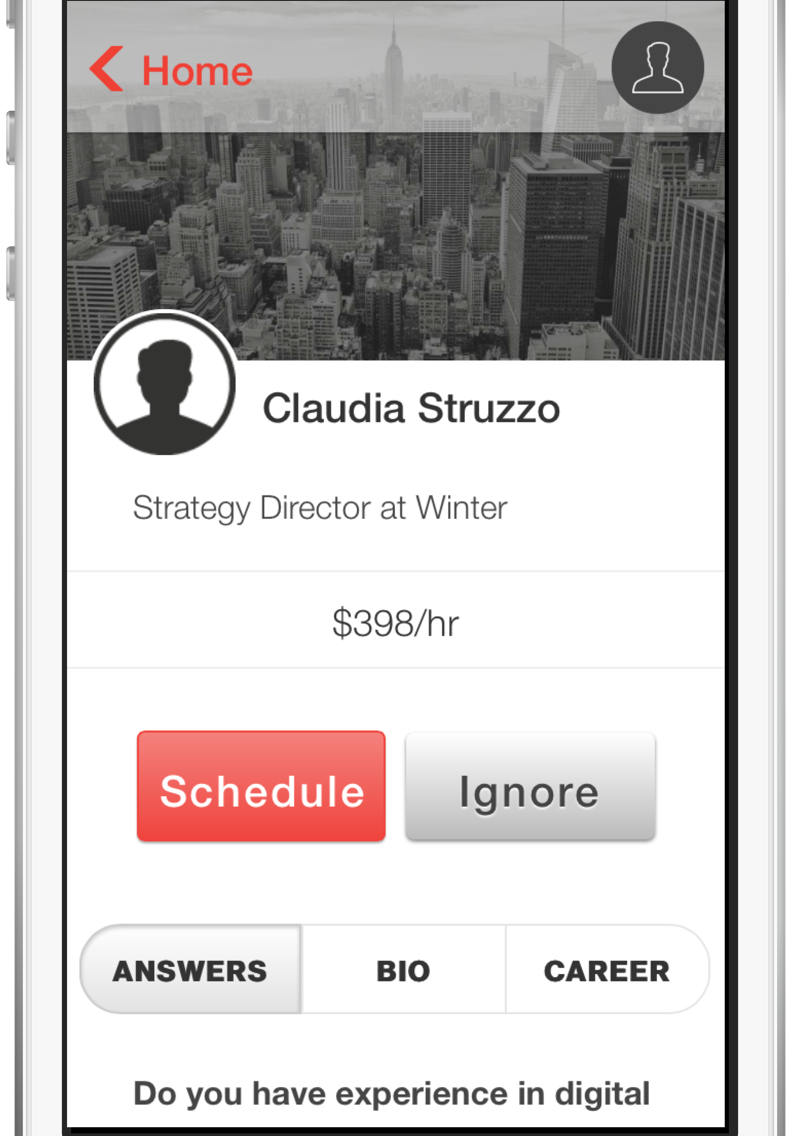 Home
Claudia Struzzo
Strategy Director at Winter
$398/hr
Schedule
Ignore
ANSWERS
BIO
CAREER
Do you have experience in digital